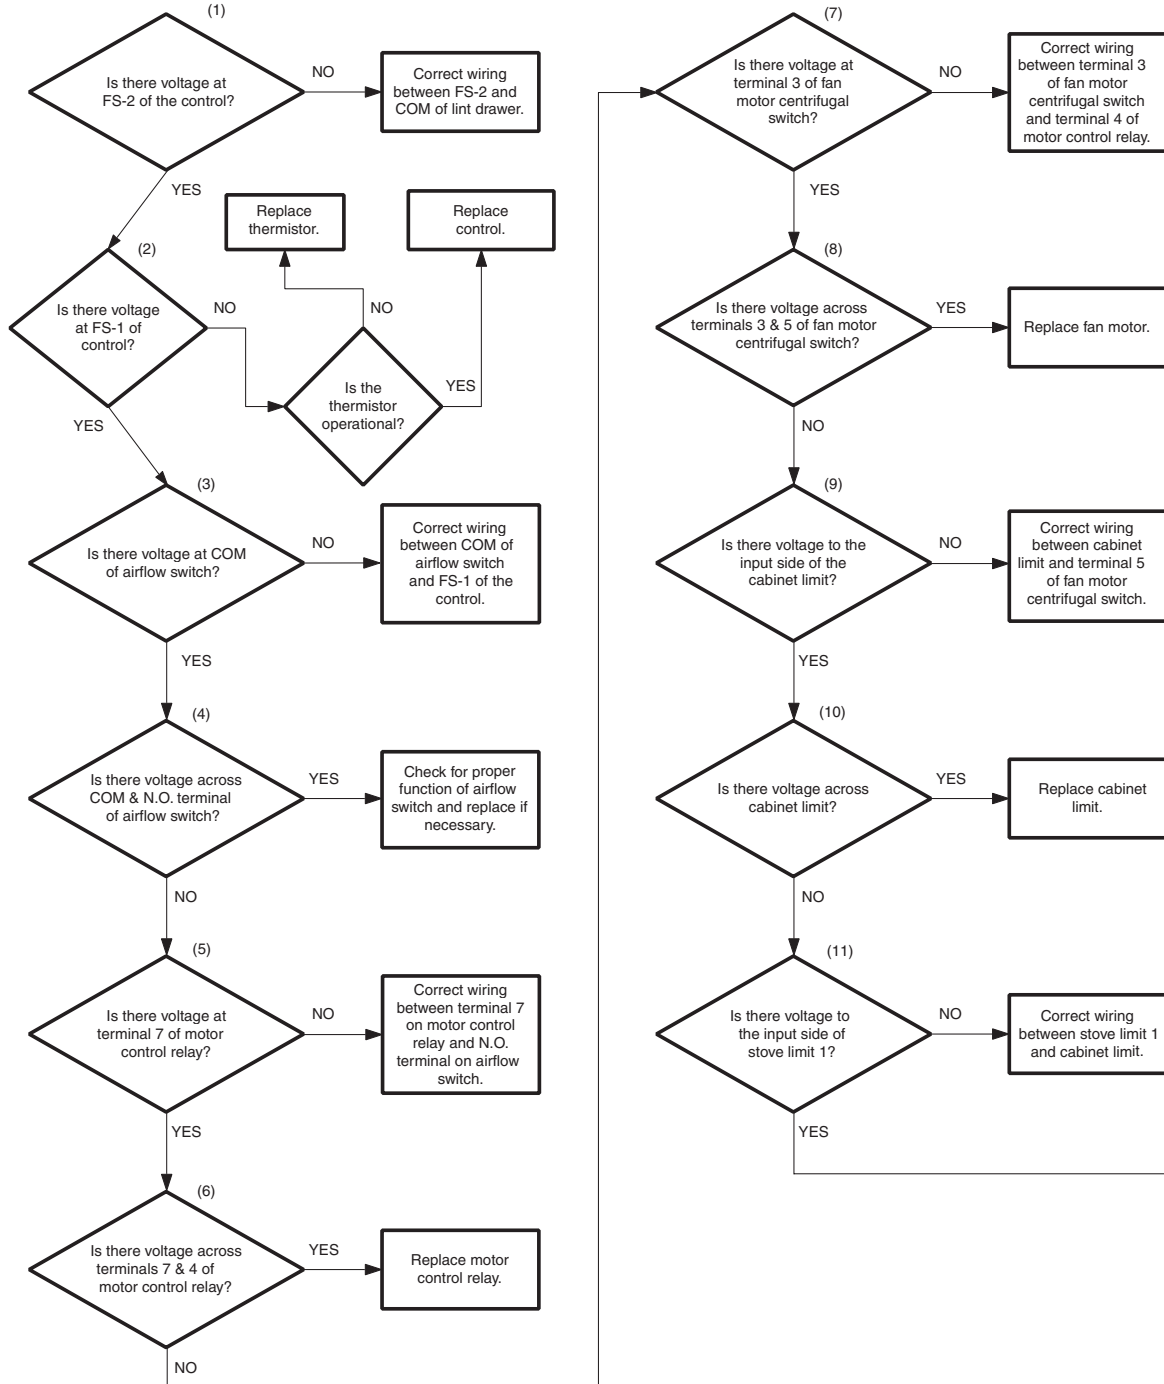 (1)
Is there voltage at
FS-2 of the control?
NO
Correct wiring
between FS-2 and
COM of lint drawer.
YES
(2)
Is there voltage
at FS-1 of
control?
NO
Replace
thermistor.
Replace
control.
NO
Is the
thermistor
operational?
YES
YES
(3)
Is there voltage at COM
of airflow switch?
NO
Correct wiring
between COM of
airflow switch
and FS-1 of the
control.
YES
(4)
Is there voltage across
COM & N.O. terminal
of airflow switch?
YES
Check for proper
function of airflow
switch and replace if
necessary.
NO
(5)
Is there voltage at
terminal 7 of motor
control relay?
NO
Correct wiring
between terminal 7
on motor control
relay and N.O.
terminal on airflow
switch.
YES
(6)
Is there voltage across
terminals 7 & 4 of
motor control relay?
YES
Replace motor
control relay.
NO
(7)
Is there voltage at
terminal 3 of fan
motor centrifugal
switch?
NO
Correct wiring
between terminal 3
of fan motor
centrifugal switch
and terminal 4 of
motor control relay.
YES
(8)
Is there voltage across
terminals 3 & 5 of fan motor
centrifugal switch?
YES
Replace fan motor.
NO
(9)
Is there voltage to the
input side of the
cabinet limit?
NO
Correct wiring
between cabinet
limit and terminal 5
of fan motor
centrifugal switch.
YES
(10)
Is there voltage across
cabinet limit?
YES
Replace cabinet
limit.
NO
(11)
Is there voltage to
the input side of
stove limit 1?
NO
Correct wiring
between stove limit 1
and cabinet limit.
YES